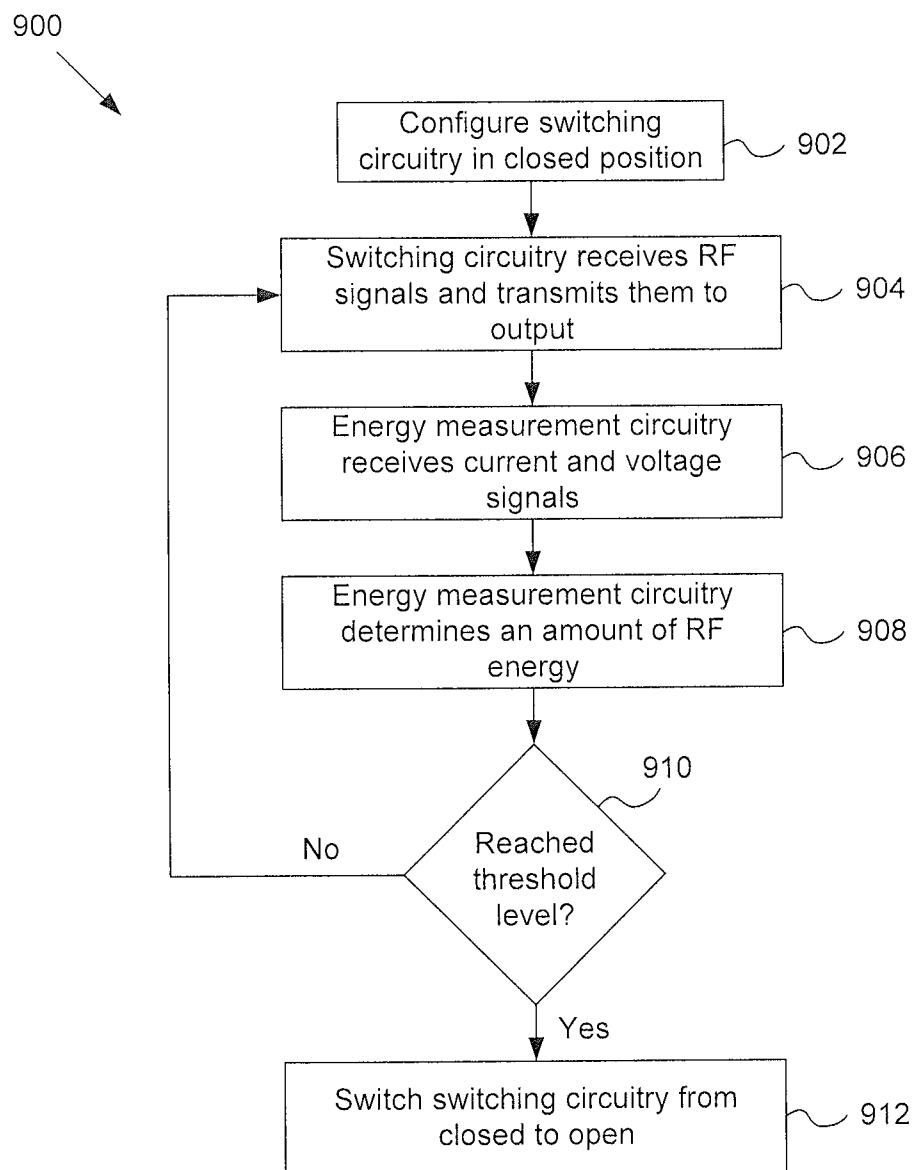 900
Configure switching
circuitry in closed position
902
Switching circuitry receives RF
signals and transmits them to
output
904
Energy measurement circuitry
receives current and voltage
signals
906
Energy measurement circuitry
determines an amount of RF
energy
908
910
Reached
threshold
level?
No
Yes
Switch switching circuitry from
closed to open
912